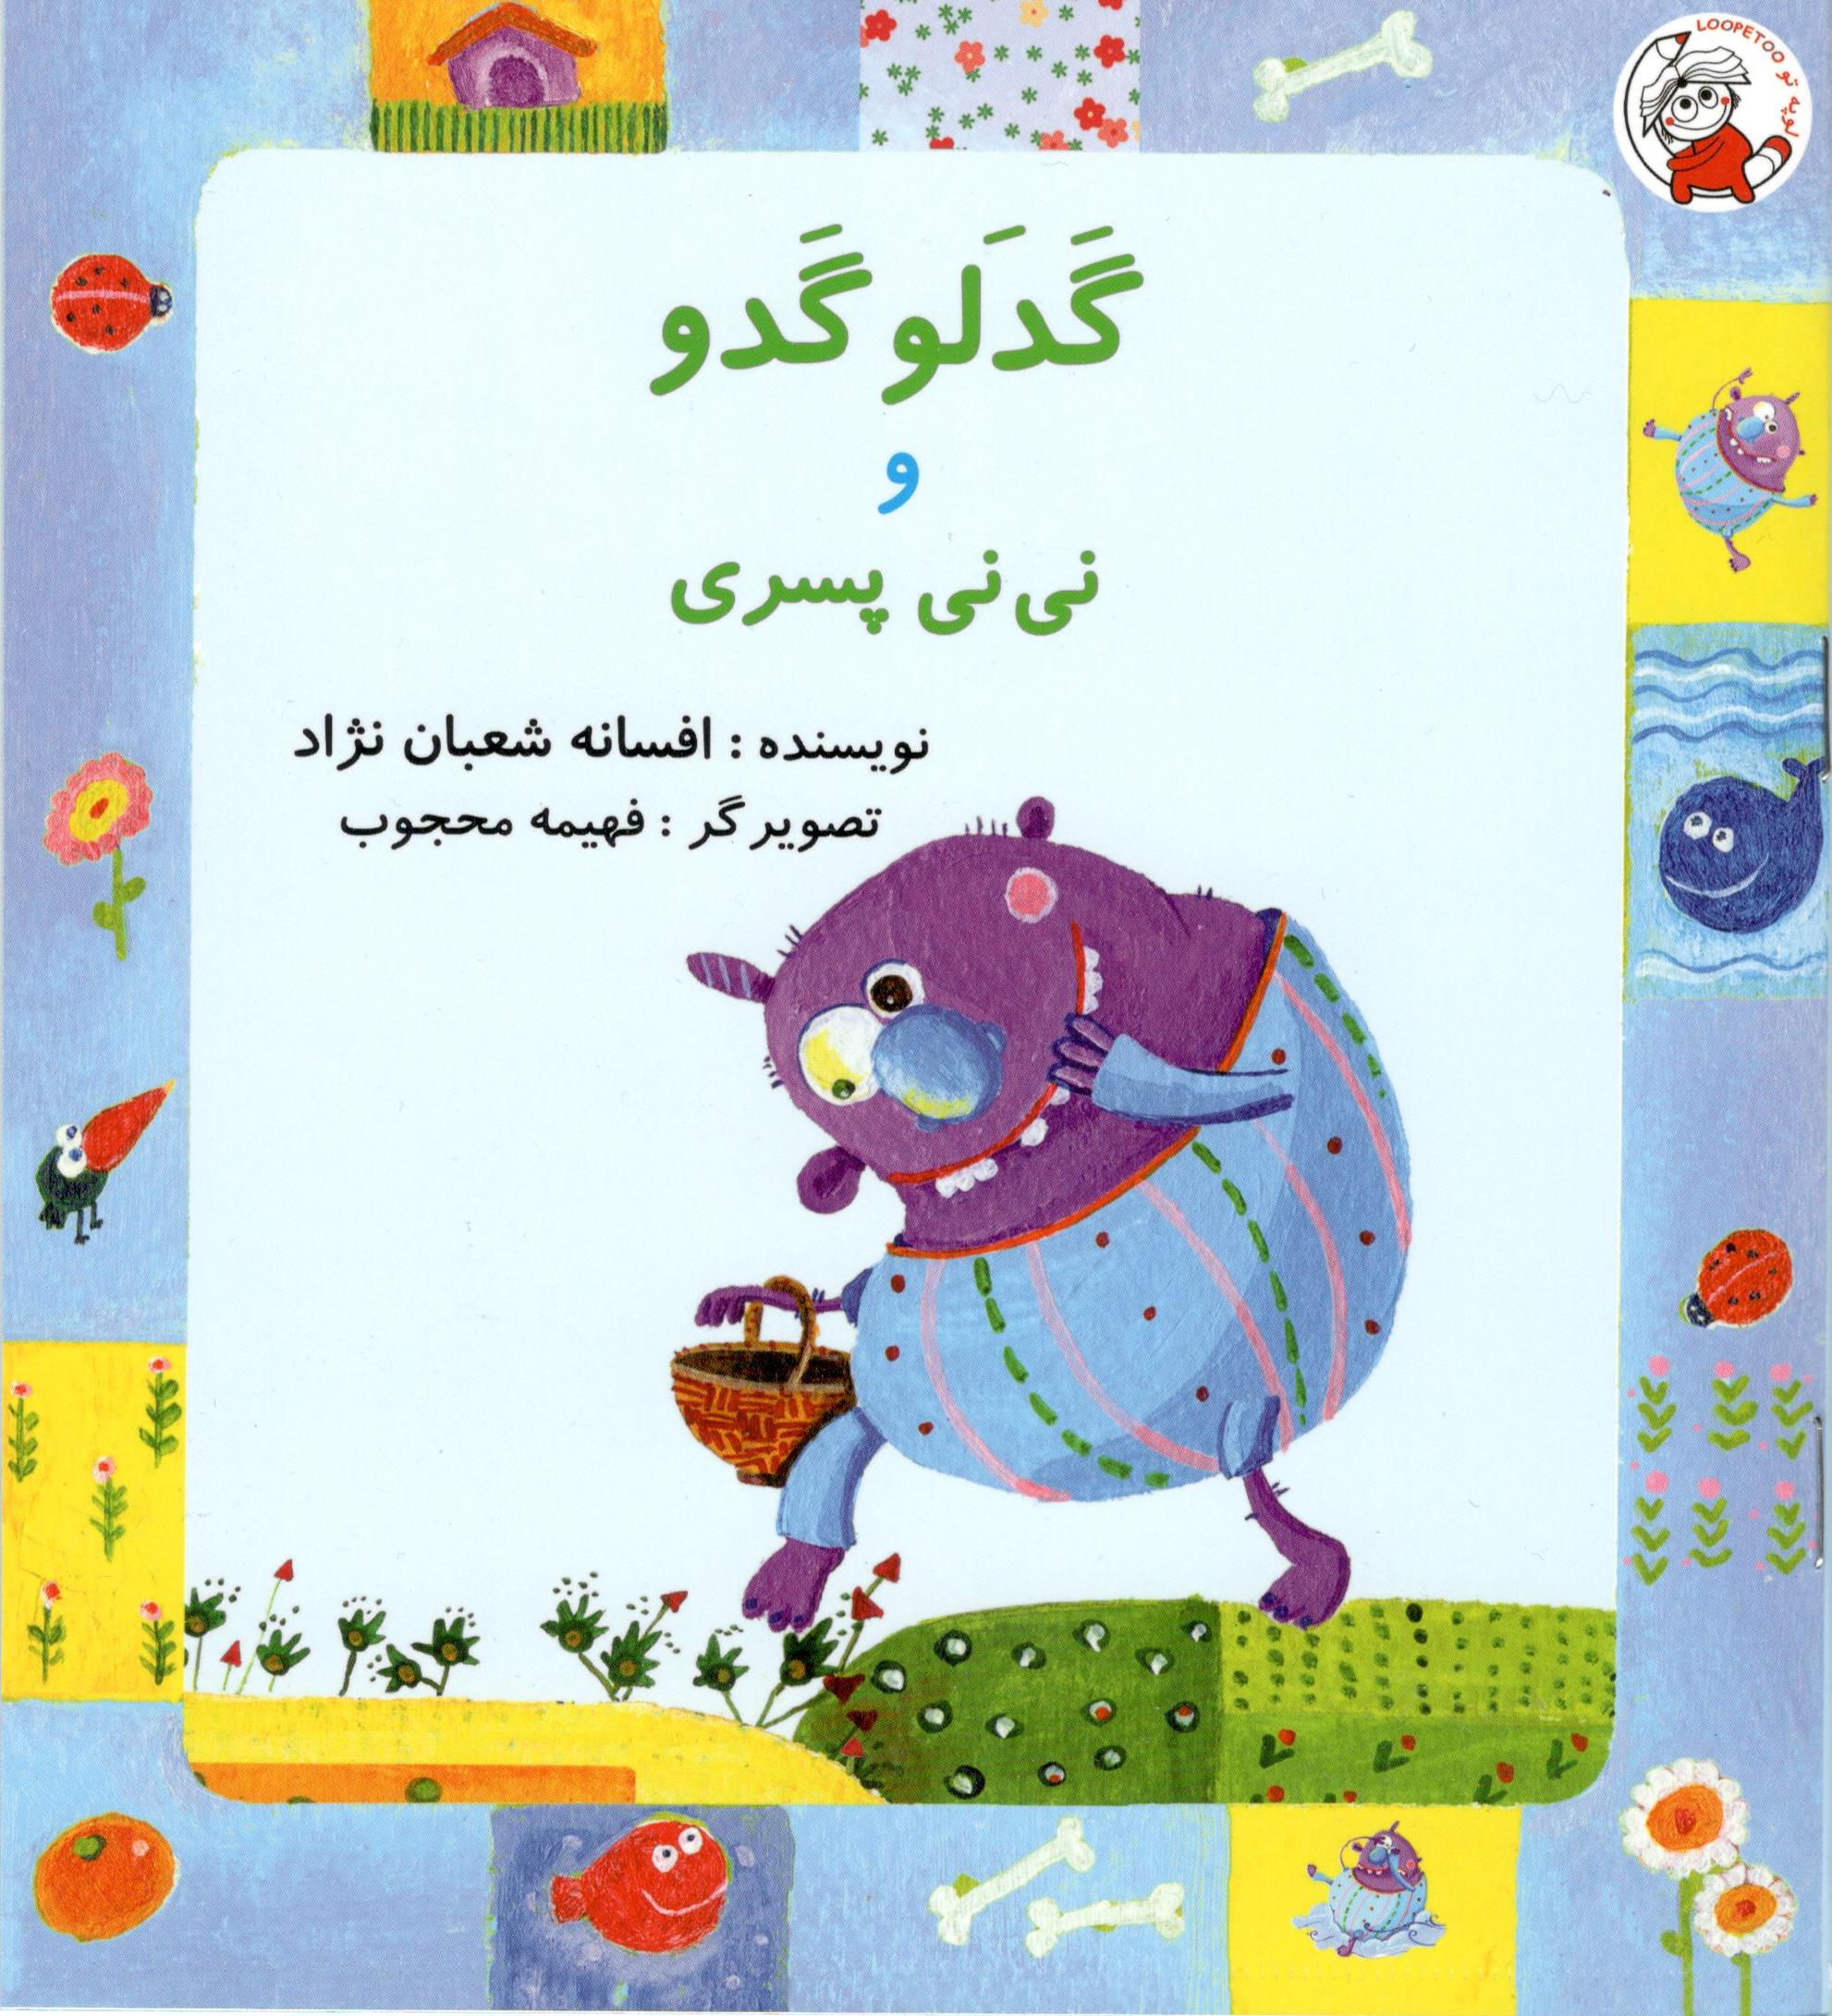 LOOPETOO لوپه تو
گَدَلو گَدو
و
نی نی پسری
نویسنده : افسانه شعبان نژاد
تصویر گر : فهیمه محجوب